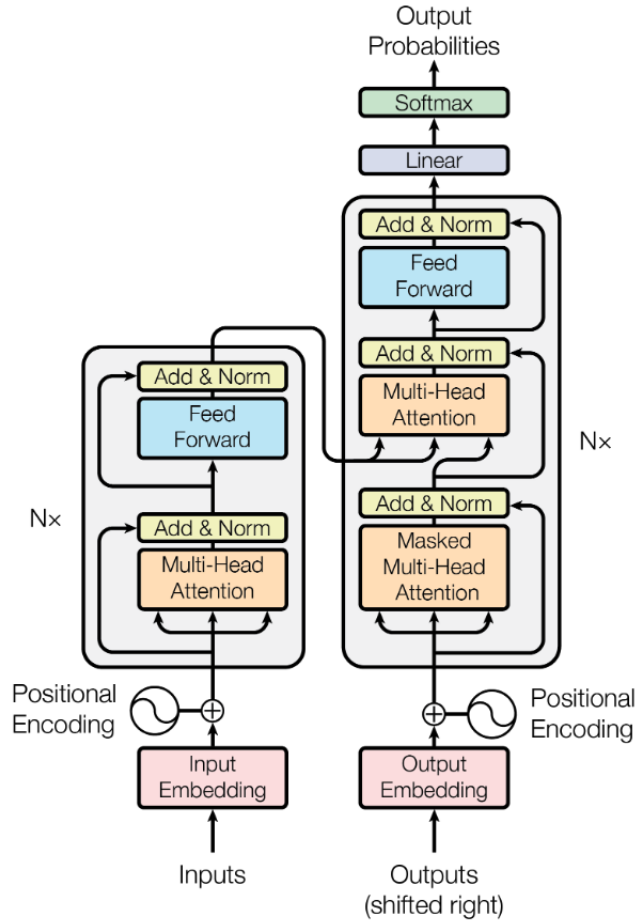 Output
Probabilities
Softmax
Linear
Add & Norm
Feed
Forward
Add & Norm
Multi-Head
Attention
Add & Norm
Masked
Multi-Head
Attention
N×
Add & Norm
Feed
Forward
Add & Norm
Multi-Head
Attention
N×
Positional
Encoding
Positional
Encoding
Input
Embedding
Output
Embedding
Inputs
Outputs
(shifted right)